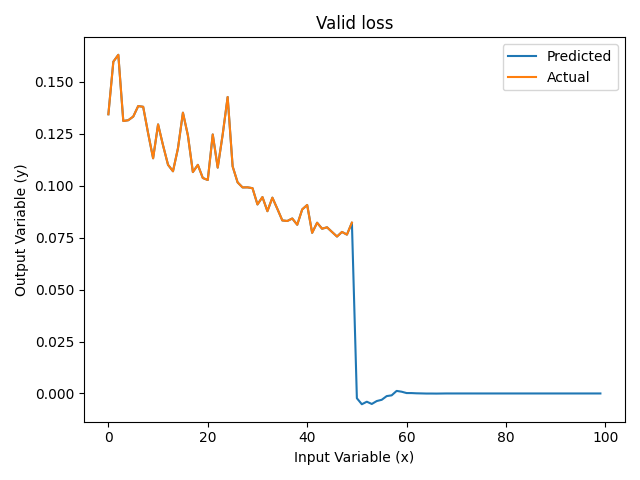 Valid loss
Predicted
Actual
Output Variable (y)
0.150
0.125
0.100
0.075
0.050
0.025
0.000
0 20 40 60 80 100
Input Variable (x)